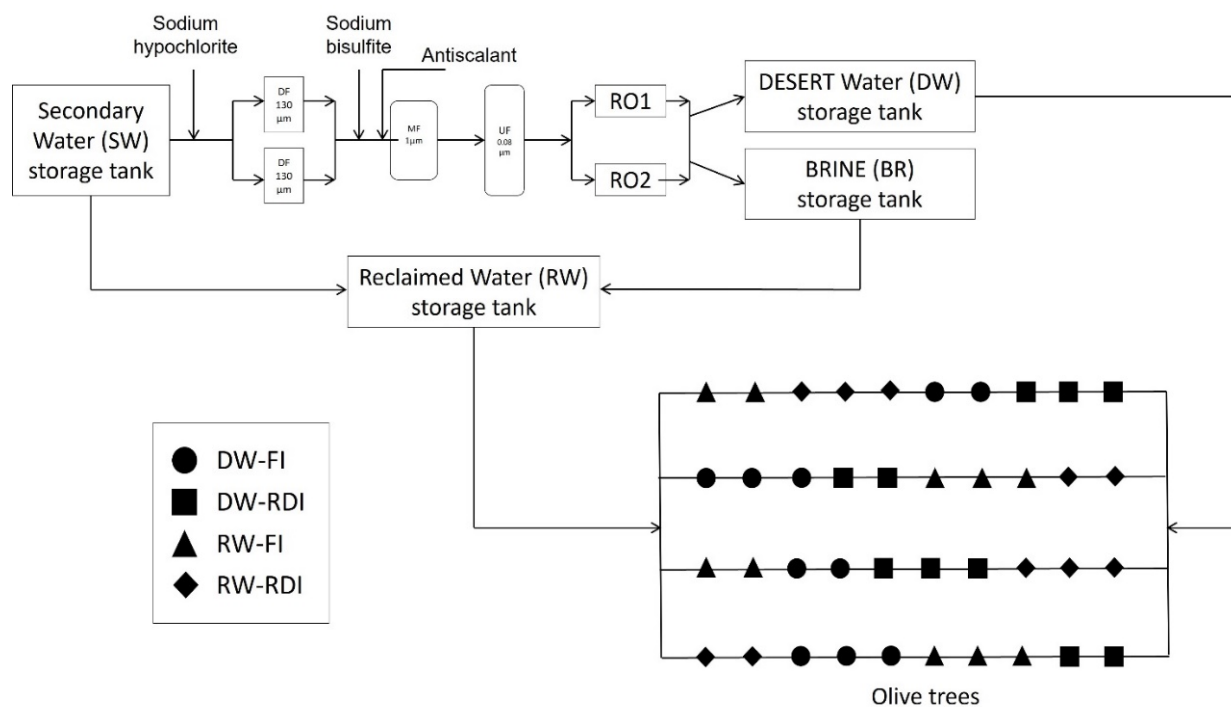 Sodium
hypochlorite
Sodium
bisulfite
Antiscalant
Secondary
Water (SW)
storage tank
DF
130
µm
DF
130
µm
MF
1µm
UF
0.08
µm
RO1
RO2
DESERT Water (DW)
storage tank
BRINE (BR)
storage tank
Reclaimed Water (RW)
storage tank
DW-FI
DW-RDI
RW-FI
RW-RDI
Olive trees